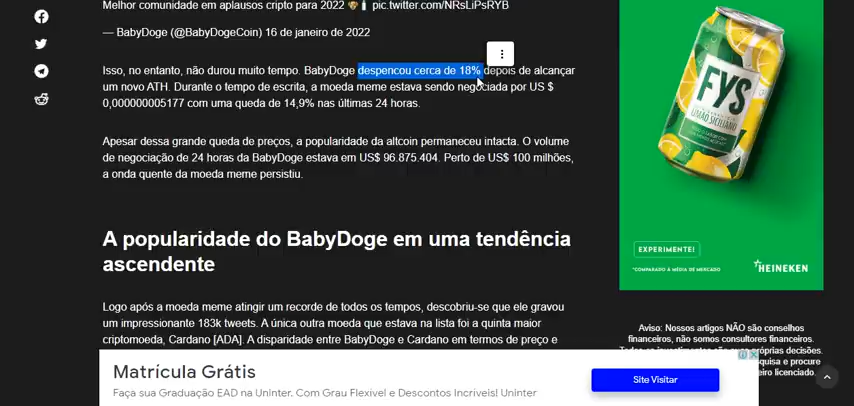 Melhor comunidade em aplausos cripto para 2022 pic.twitter.com/NRsLiPsRYB
— BabyDoge (@BabyDogeCoin) 16 de janeiro de 2022
Isso, no entanto, não durou muito tempo. BabyDoge despencou cerca de 18% depois de alcançar
um novo ATH. Durante o tempo de escrita, a moeda meme estava sendo negociada por US $
0,000000005177 com uma queda de 14,9% nas últimas 24 horas.
Apesar dessa grande queda de preços, a popularidade da altcoin permaneceu intacta. O volume
de negociação de 24 horas da BabyDoge estava em US$ 96.875.404. Perto de US$ 100 milhões,
a onda quente da moeda meme persistiu.
A popularidade do BabyDoge em uma tendência
ascendente
Logo após a moeda meme atingir um recorde de todos os tempos, descobriu-se que ele gravou
um impressionante 183k tweets. A única outra moeda que estava na lista foi a quinta maior
criptomoeda, Cardano [ADA]. A disparidade entre BabyDoge e Cardano em termos de preço e
FYS
LIMÃO SICILIANO
EXPERIMENTE!
*COMPARADO À MÉDIA DE MERCADO
HEINEKEN
Aviso: Nossos artigos NÃO são conselhos
financeiros, não somos consultores financeiros.
próprias decisões.
squisa e procure
eiro licenciado.
Matrícula Grátis
Faça sua Graduação EAD na Uninter. Com Grau Flexível e Descontos Incríveis! Uninter
Site Visitar